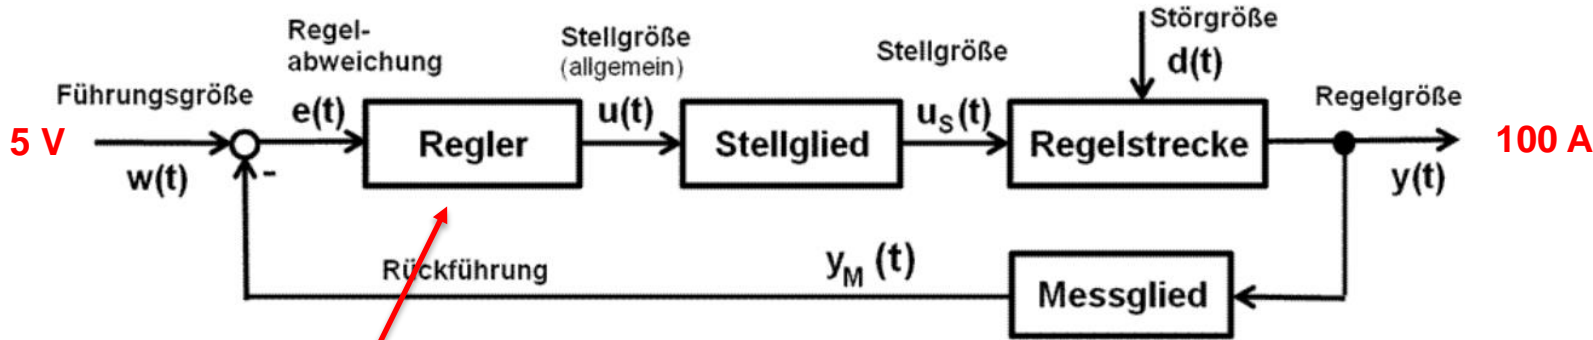 Führungsgröße
5 V
w(t)
-
Regel-
abweichung
e(t)
Regler
Stellgröße
(allgemein)
u(t)
Stellglied
Stellgröße
uS(t)
Störgröße
d(t)
Regelstrecke
Regelgröße
100 A
y(t)
Rückführung
yM (t)
Messglied